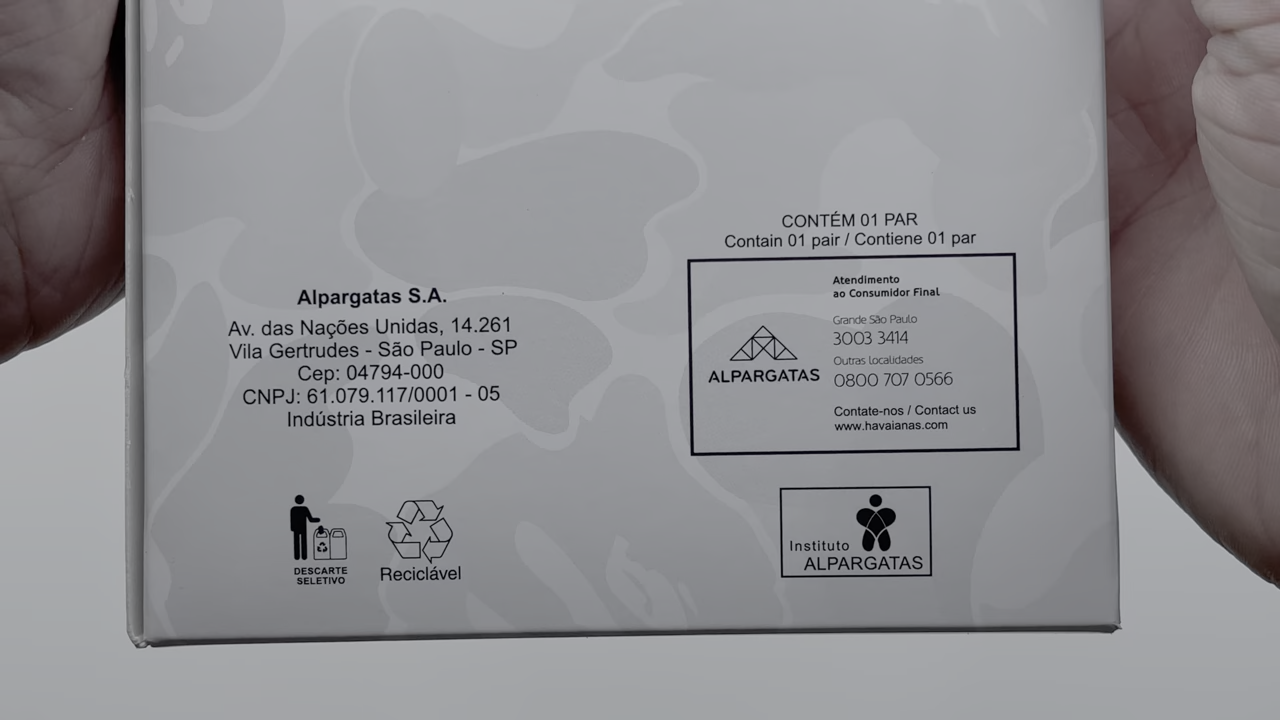 CONTÉM 01 PAR
Contain 01 pair / Contiene 01 par
Alpargatas S.A.
Av. das Nações Unidas, 14.261
Vila Gertrudes - São Paulo - SP
Cep: 04794-000
CNPJ: 61.079.117/0001 - 05
Indústria Brasileira
ALPARGATAS
Atendimento
ao Consumidor Final
Grande São Paulo
3003 3414
Outras localidades
0800 707 0566
Contate-nos / Contact us
www.havaianas.com
DESCARTE
SELETIVO
Reciclável
Instituto
ALPARGATAS